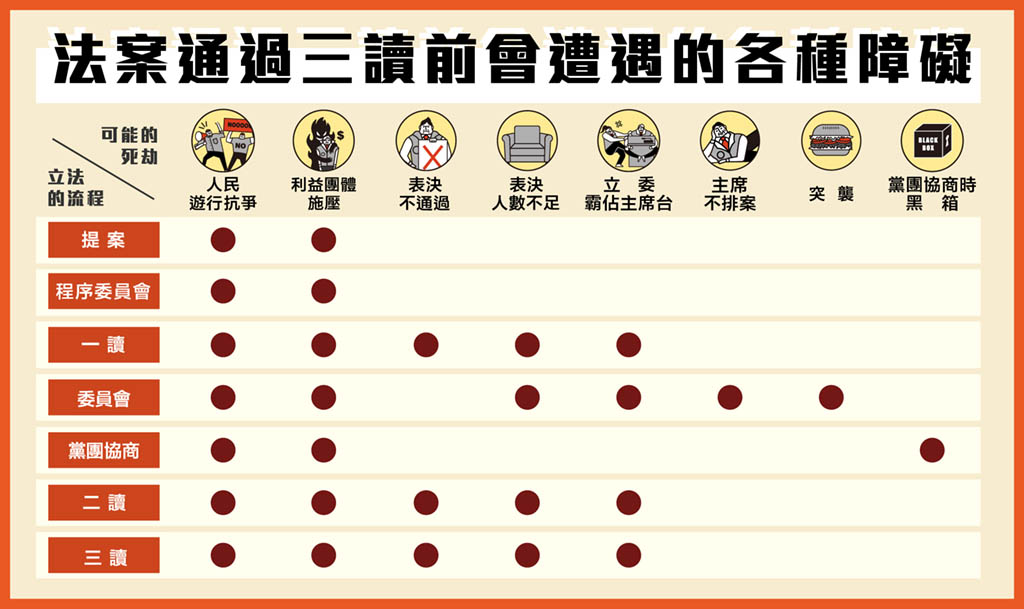 法案通過三讀前會遭遇的各種障礙
可能的
死劫
立法
的流程
NOOOO
NO
$
BLACK
BOX
人民
遊行抗爭
利益團體
施壓
表決
不通過
表決
人數不足
立 委
霸佔主席台
主席
不排案
突 襲
黨團協商時
黑 箱
提 案
程序委員會
一 讀
委員會
黨團協商
二 讀
三 讀